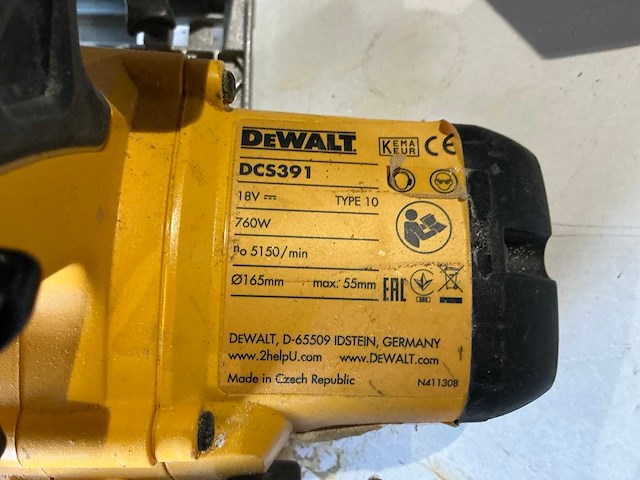 DEWALT
KEMA
KEUR
CE
DCS391
18V TYPE 10
760W
n₀ 5150/min
Ø165mm max. 55mm
EAC
DEWALT, D-65509 IDSTEIN, GERMANY
www.2helpU.com www.DEWALT.com
Made in Czech Republic N411308